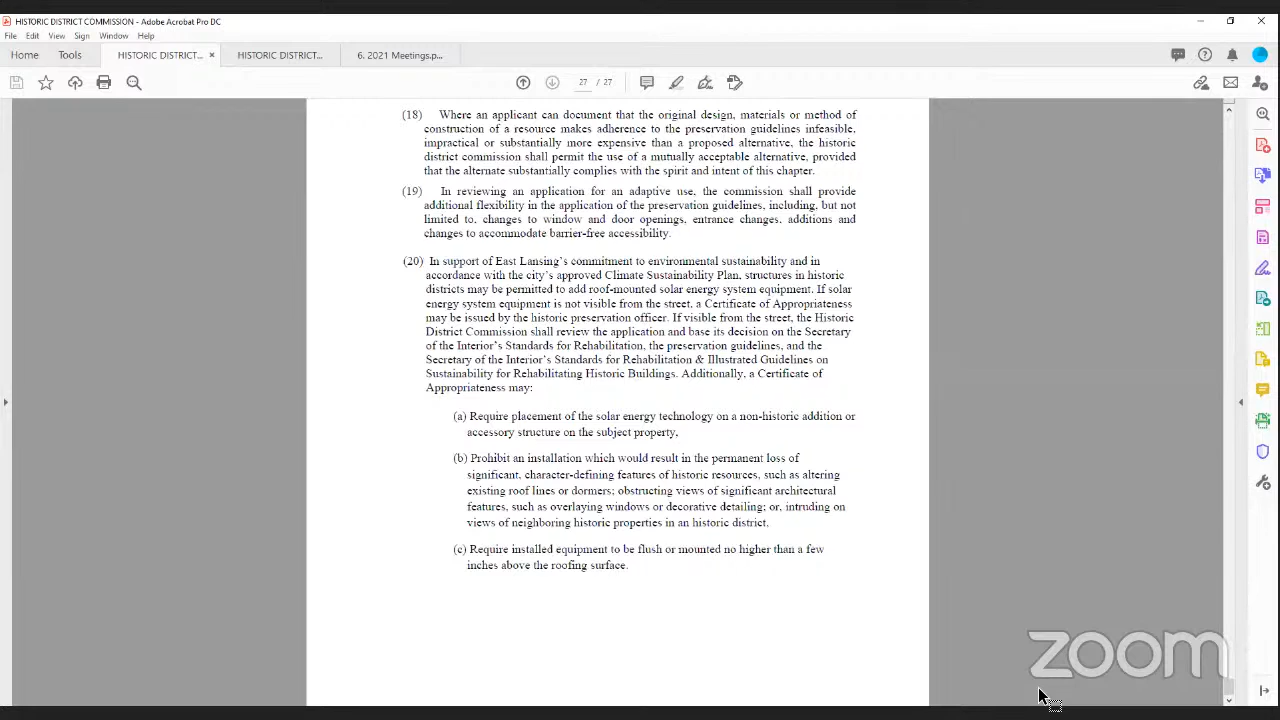 HISTORIC DISTRICT COMMISSION - Adobe Acrobat Pro DC
File Edit View Sign Window Help
Home Tools HISTORIC DISTRICT... × HISTORIC DISTRICT... 6. 2021 Meetings.p...
27 / 27
(18) Where an applicant can document that the original design, materials or method of
construction of a resource makes adherence to the preservation guidelines infeasible,
impractical or substantially more expensive than a proposed alternative, the historic
district commission shall permit the use of a mutually acceptable alternative, provided
that the alternate substantially complies with the spirit and intent of this chapter.
(19) In reviewing an application for an adaptive use, the commission shall provide
additional flexibility in the application of the preservation guidelines, including, but not
limited to, changes to window and door openings, entrance changes, additions and
changes to accommodate barrier-free accessibility.
(20) In support of East Lansing's commitment to environmental sustainability and in
accordance with the city's approved Climate Sustainability Plan, structures in historic
districts may be permitted to add roof-mounted solar energy system equipment. If solar
energy system equipment is not visible from the street, a Certificate of Appropriateness
may be issued by the historic preservation officer. If visible from the street, the Historic
District Commission shall review the application and base its decision on the Secretary
of the Interior's Standards for Rehabilitation, the preservation guidelines, and the
Secretary of the Interior's Standards for Rehabilitation & Illustrated Guidelines on
Sustainability for Rehabilitating Historic Buildings. Additionally, a Certificate of
Appropriateness may:
(a) Require placement of the solar energy technology on a non-historic addition or
accessory structure on the subject property,
(b) Prohibit an installation which would result in the permanent loss of
significant, character-defining features of historic resources, such as altering
existing roof lines or dormers; obstructing views of significant architectural
features, such as overlaying windows or decorative detailing; or, intruding on
views of neighboring historic properties in an historic district,
(c) Require installed equipment to be flush or mounted no higher than a few
inches above the roofing surface.
zoom